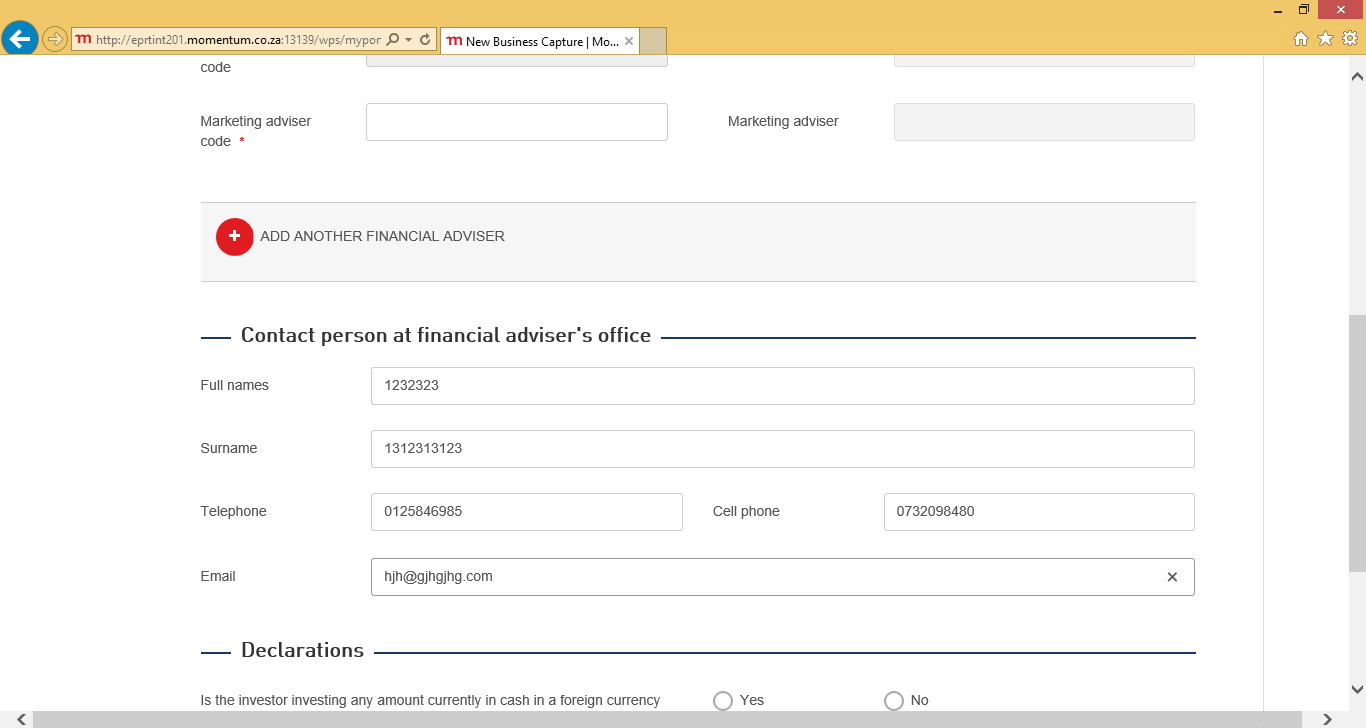 http://eprtint201.momentum.co.za:13139/wps/mypor
m New Business Capture | Mo...
code
Marketing adviser code *
Marketing adviser
ADD ANOTHER FINANCIAL ADVISER
Contact person at financial adviser's office
Full names 1232323
Surname 1312313123
Telephone 0125846985 Cell phone 0732098480
Email hjh@gjhgjhg.com
Declarations
Is the investor investing any amount currently in cash in a foreign currency Yes No